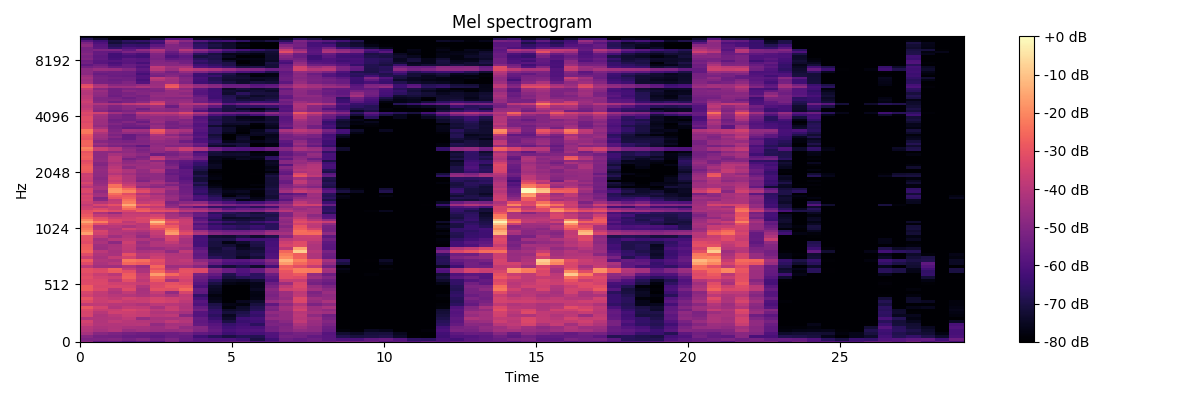 Mel spectrogram
+0 dB
8192
-10 dB
-20 dB
4096
-30 dB
2048
-40 dB
Hz
1024
-50 dB
-60 dB
512
-70 dB
0
-80 dB
0 5 10 15 20 25
Time